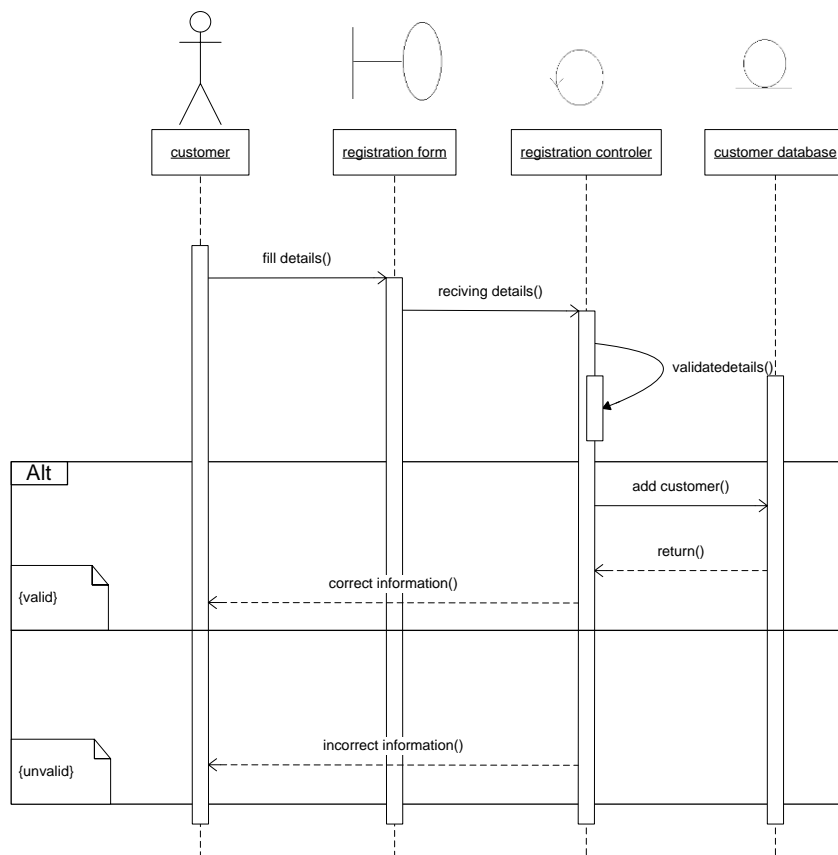 customer
registration form
registration controler
customer database
fill details()
reciving details()
validatedetails()
Alt
add customer()
return()
{valid}
correct information()
incorrect information()
{unvalid}